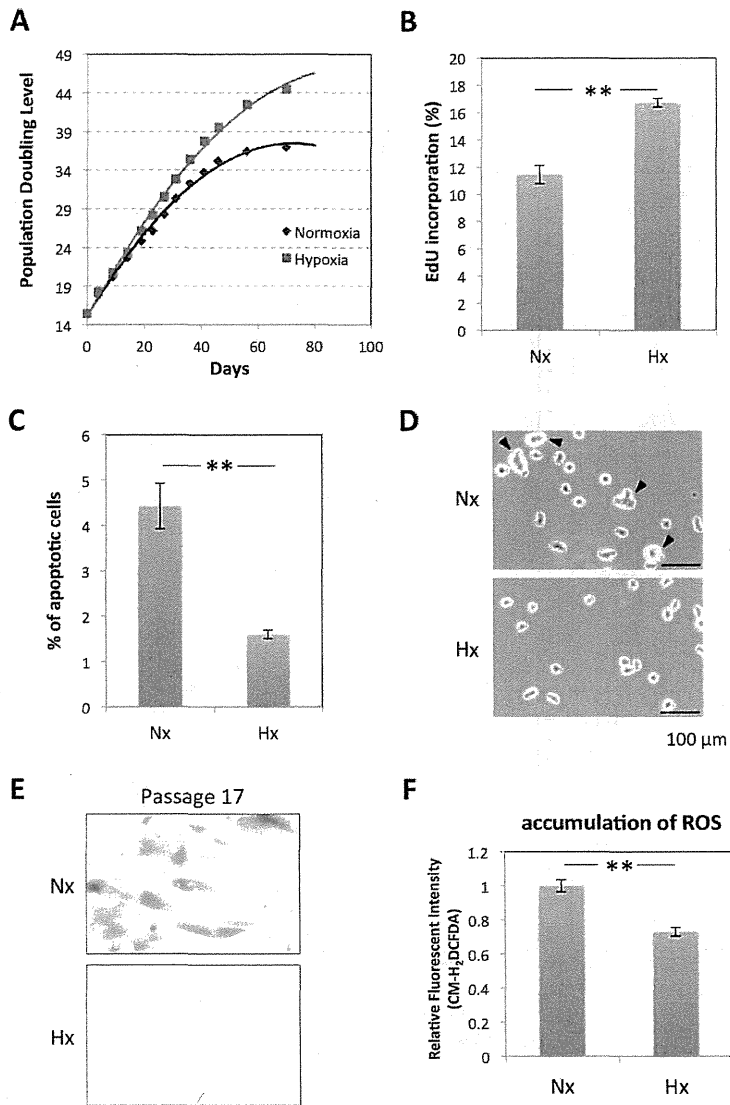 A
Population Doubling Level
49
44
39
34
29
24
19
14
0 20 40 60 80 100
Days
Normoxia
Hypoxia
B
EdU incorporation (%)
18
16
14
12
10
8
6
4
2
0
**
Nx Hx
C
% of apoptotic cells
6
5
4
3
2
1
0
**
Nx Hx
D
Nx
Hx
100 µm
E
Passage 17
Nx
Hx
F
accumulation of ROS
Relative Fluorescent Intensity
(CM-H₂DCFDA)
1.2
1
0.8
0.6
0.4
0.2
0
**
Nx Hx